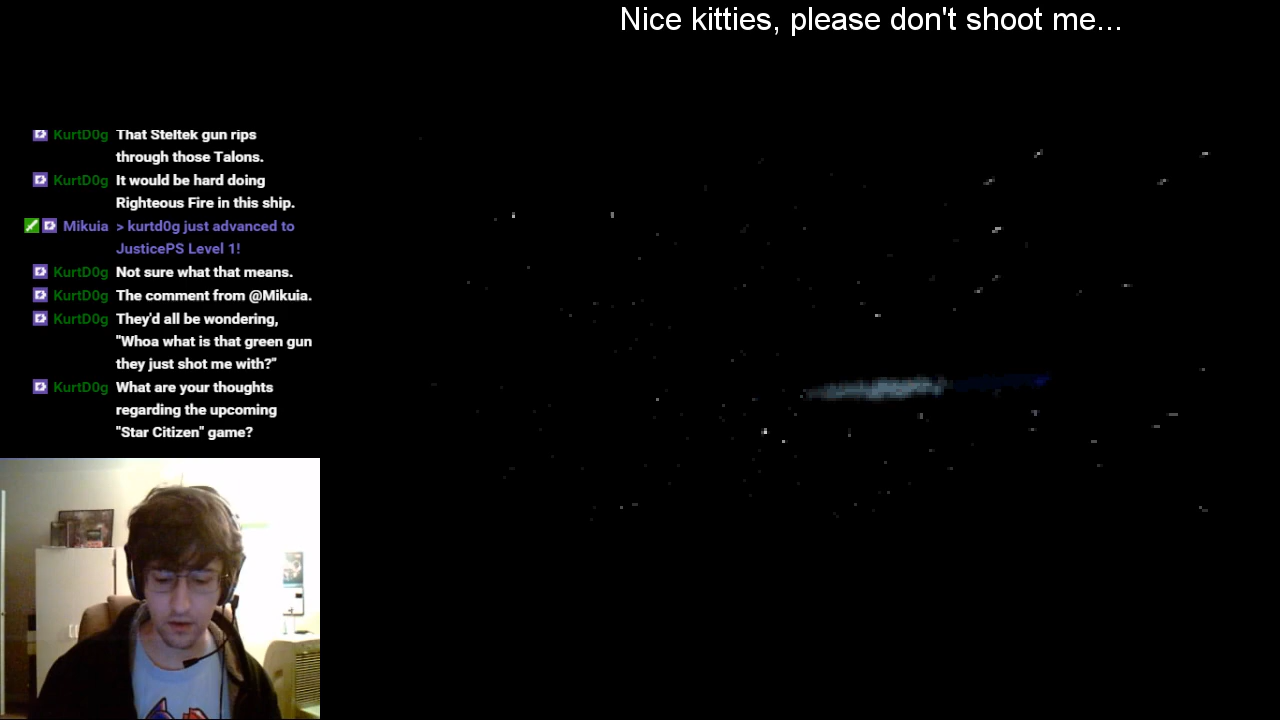 Nice kitties, please don't shoot me...
KurtD0g That Steltek gun rips
through those Talons.
KurtD0g It would be hard doing
Righteous Fire in this ship.
Mikuia > kurtd0g just advanced to
JusticePS Level 1!
KurtD0g Not sure what that means.
KurtD0g The comment from @Mikuia.
KurtD0g They'd all be wondering,
"Whoa what is that green gun
they just shot me with?"
KurtD0g What are your thoughts
regarding the upcoming
"Star Citizen" game?